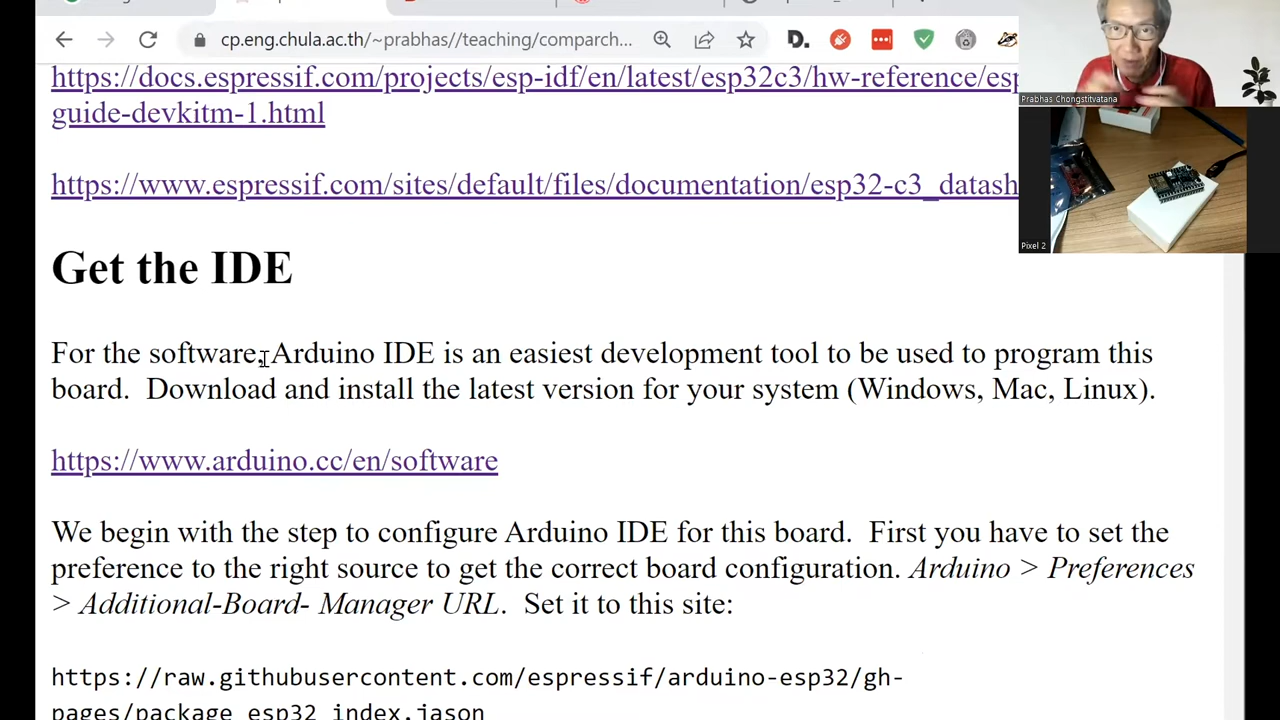 cp.eng.chula.ac.th/~prabhas//teaching/comparch...
D.
https://docs.espressif.com/projects/esp-idf/en/latest/esp32c3/hw-reference/esp
guide-devkitm-1.html
Prabhas Chongstitvatana
https://www.espressif.com/sites/default/files/documentation/esp32-c3_datash
Pixel 2
Get the IDE
For the software, Arduino IDE is an easiest development tool to be used to program this
board. Download and install the latest version for your system (Windows, Mac, Linux).
https://www.arduino.cc/en/software
We begin with the step to configure Arduino IDE for this board. First you have to set the
preference to the right source to get the correct board configuration. Arduino > Preferences
> Additional-Board- Manager URL. Set it to this site:
https://raw.githubusercontent.com/espressif/arduino-esp32/gh-
pages/package_esp32_index.jason